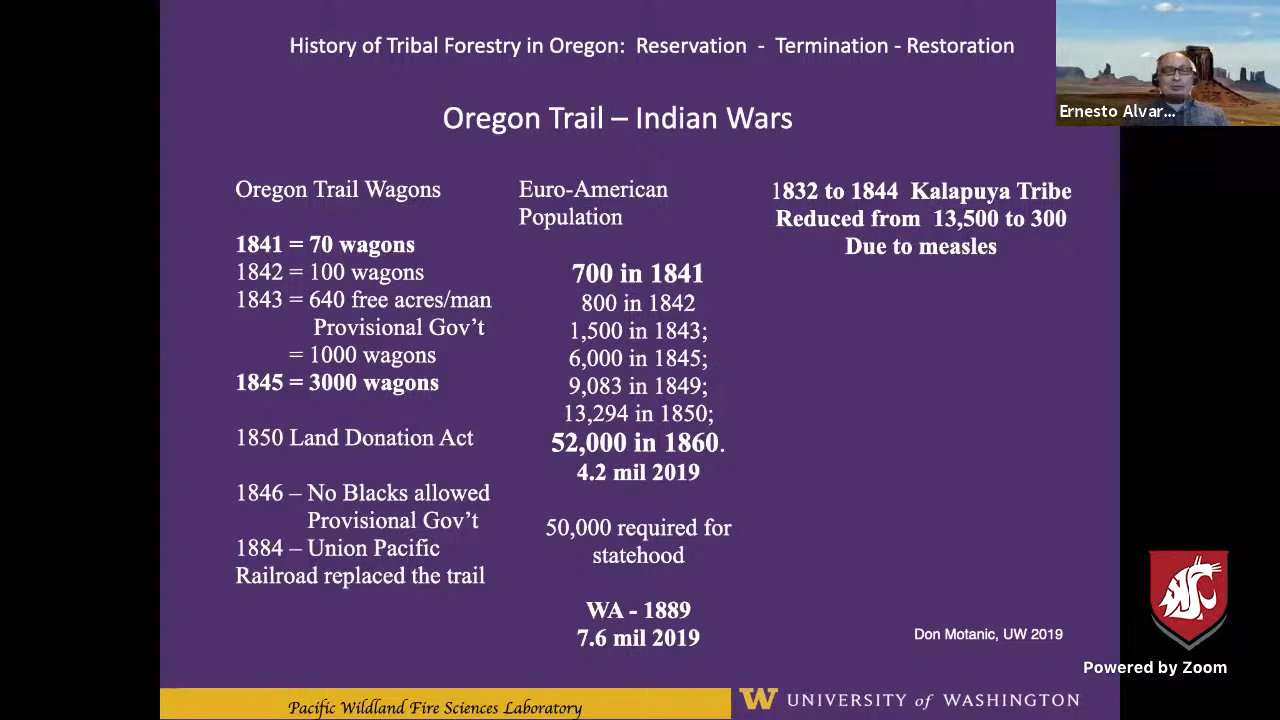 History of Tribal Forestry in Oregon: Reservation - Termination - Restoration
Oregon Trail – Indian Wars
Oregon Trail Wagons
1841 = 70 wagons
1842 = 100 wagons
1843 = 640 free acres/man
Provisional Gov't
= 1000 wagons
1845 = 3000 wagons
1850 Land Donation Act
1846 – No Blacks allowed
Provisional Gov't
1884 – Union Pacific
Railroad replaced the trail
Euro-American
Population
700 in 1841
800 in 1842
1,500 in 1843;
6,000 in 1845;
9,083 in 1849;
13,294 in 1850;
52,000 in 1860.
4.2 mil 2019
50,000 required for
statehood
WA - 1889
7.6 mil 2019
1832 to 1844 Kalapuya Tribe
Reduced from 13,500 to 300
Due to measles
Ernesto Alvar...
Don Motanic, UW 2019
Powered by Zoom
Pacific Wildland Fire Sciences Laboratory
W UNIVERSITY of WASHINGTON